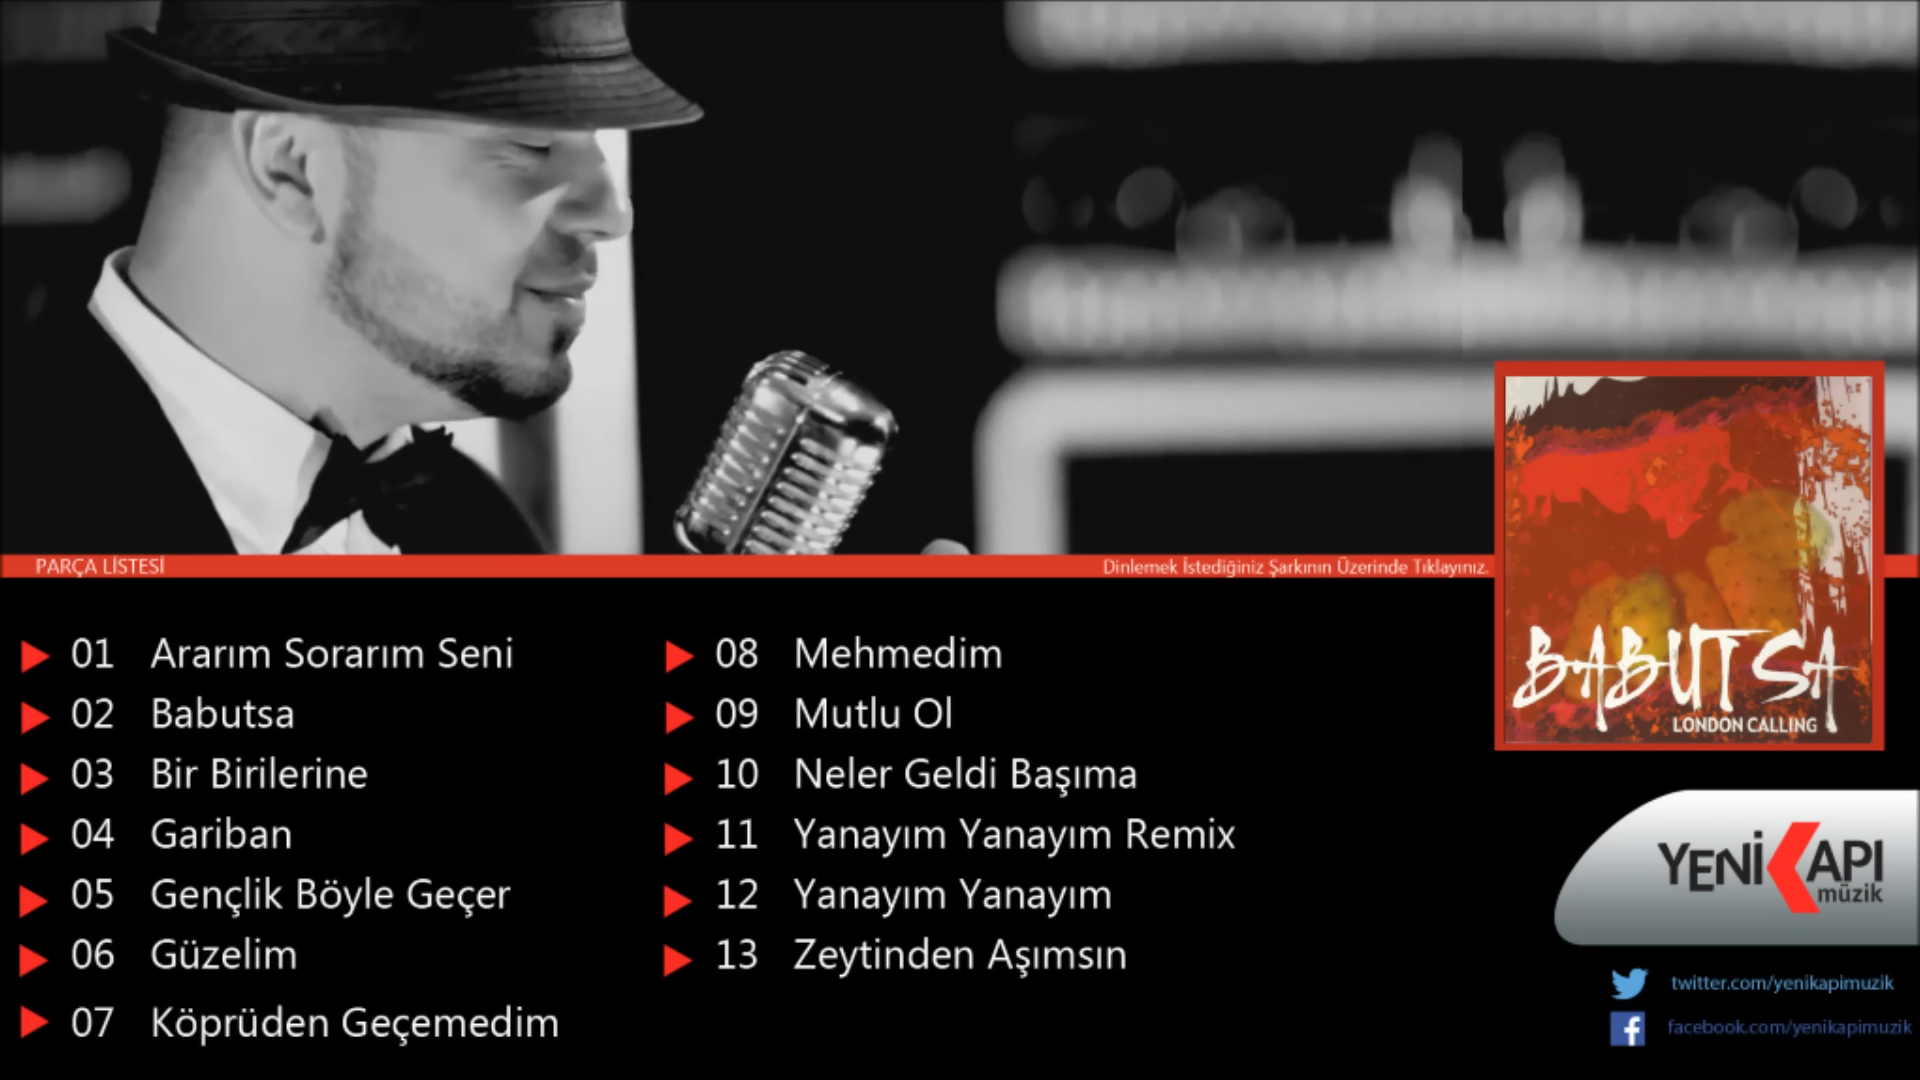 PARÇA LİSTESİ
Dinlemek İstediğiniz Şarkının Üzerinde Tıklayınız.
01 Ararım Sorarım Seni
02 Babutsa
03 Bir Birilerine
04 Gariban
05 Gençlik Böyle Geçer
06 Güzelim
07 Köprüden Geçemedim
08 Mehmedim
09 Mutlu Ol
10 Neler Geldi Başıma
11 Yanayım Yanayım Remix
12 Yanayım Yanayım
13 Zeytinden Aşımsın
BABUTSA
LONDON CALLING
YENİKAPI
müzik
twitter.com/yenikapimuzik
facebook.com/yenikapimuzik